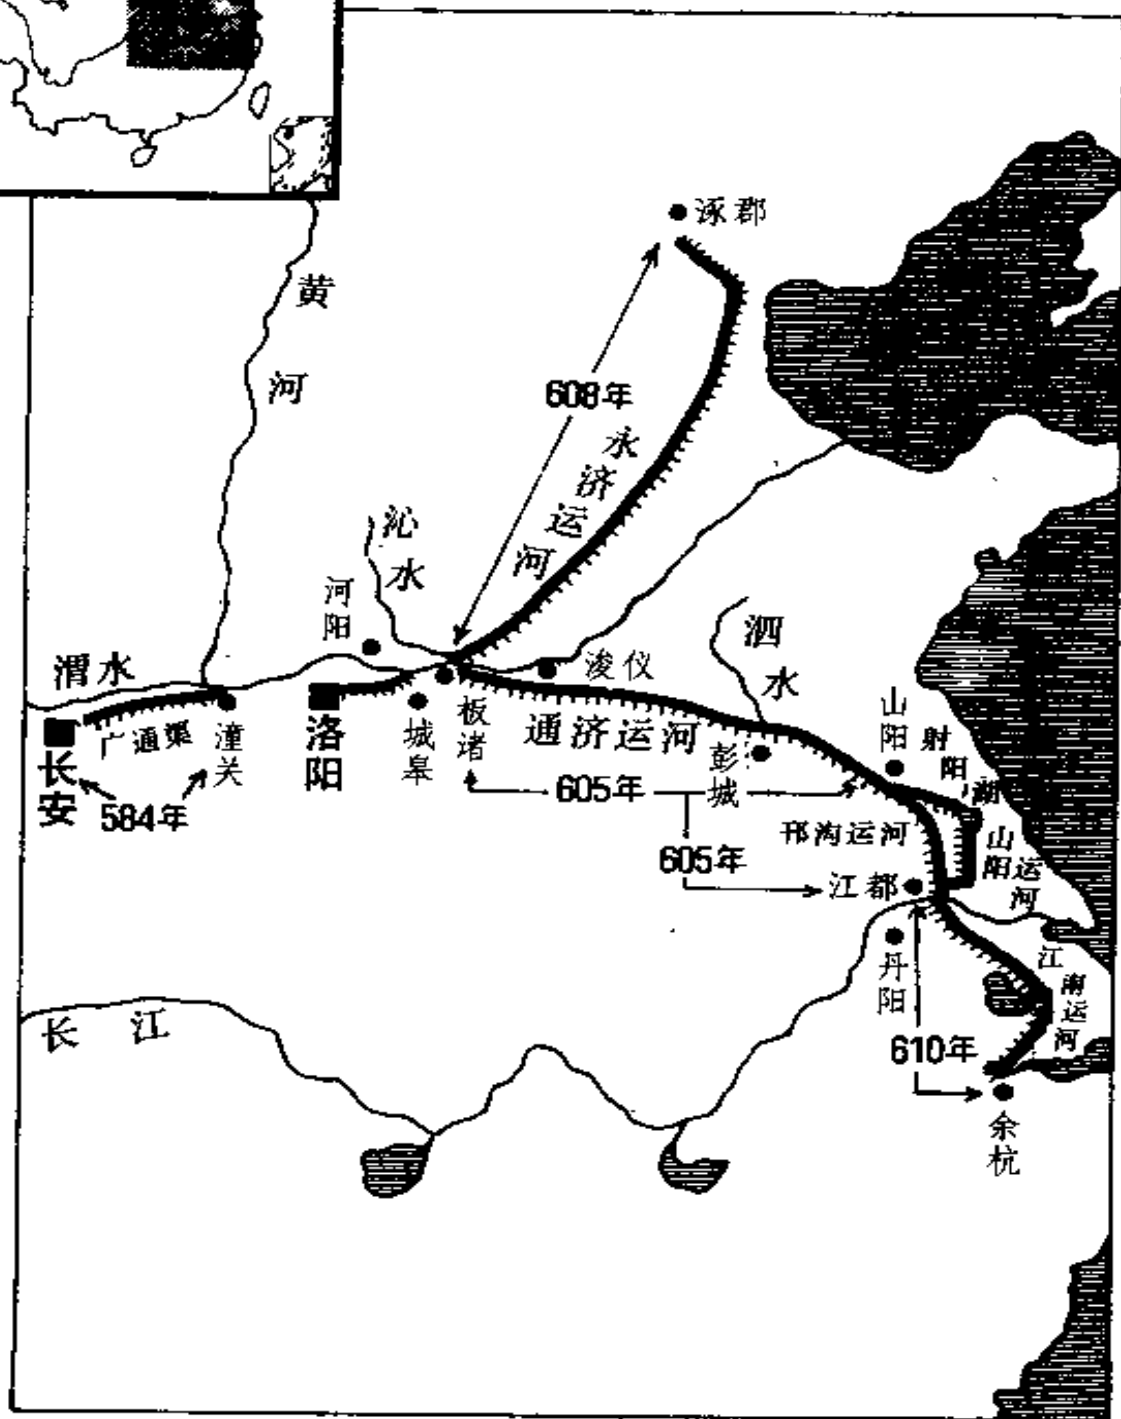 涿郡
黄河
608年
永济运河
沁水
河阳
渭水
浚仪
泗水
广通渠
潼关
洛阳
城皋
板诸
通济运河
彭城
山阳
射阳湖
长安
584年
605年
邗沟运河
605年
山阳运河
江都
丹阳
江南运河
长江
610年
余杭